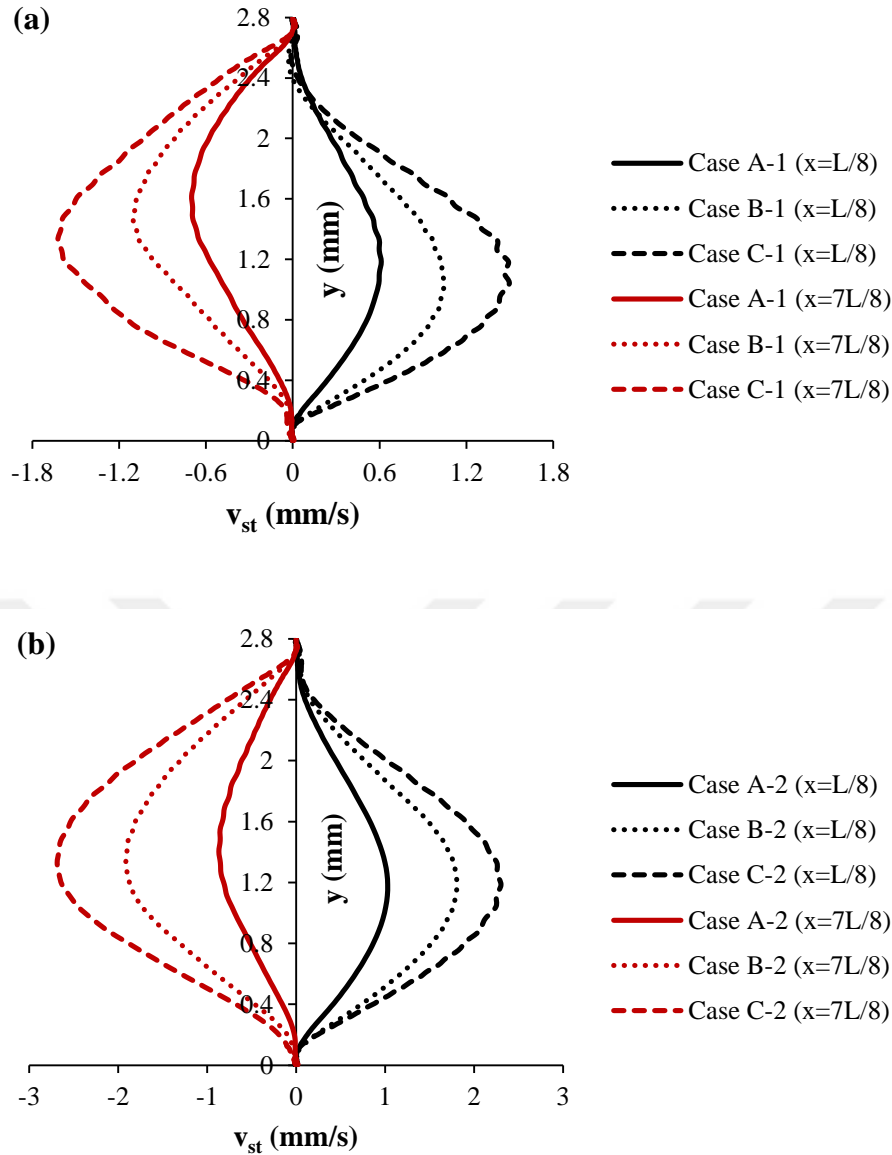 (a)
2.8
2.4
2
1.6
1.2
0.8
0.4
0
y (mm)
-1.8 -1.2 -0.6 0 0.6 1.2 1.8
v_st (mm/s)
Case A-1 (x=L/8)
Case B-1 (x=L/8)
Case C-1 (x=L/8)
Case A-1 (x=7L/8)
Case B-1 (x=7L/8)
Case C-1 (x=7L/8)
(b)
2.8
2.4
2
1.6
1.2
0.8
0.4
0
y (mm)
-3 -2 -1 0 1 2 3
v_st (mm/s)
Case A-2 (x=L/8)
Case B-2 (x=L/8)
Case C-2 (x=L/8)
Case A-2 (x=7L/8)
Case B-2 (x=7L/8)
Case C-2 (x=7L/8)